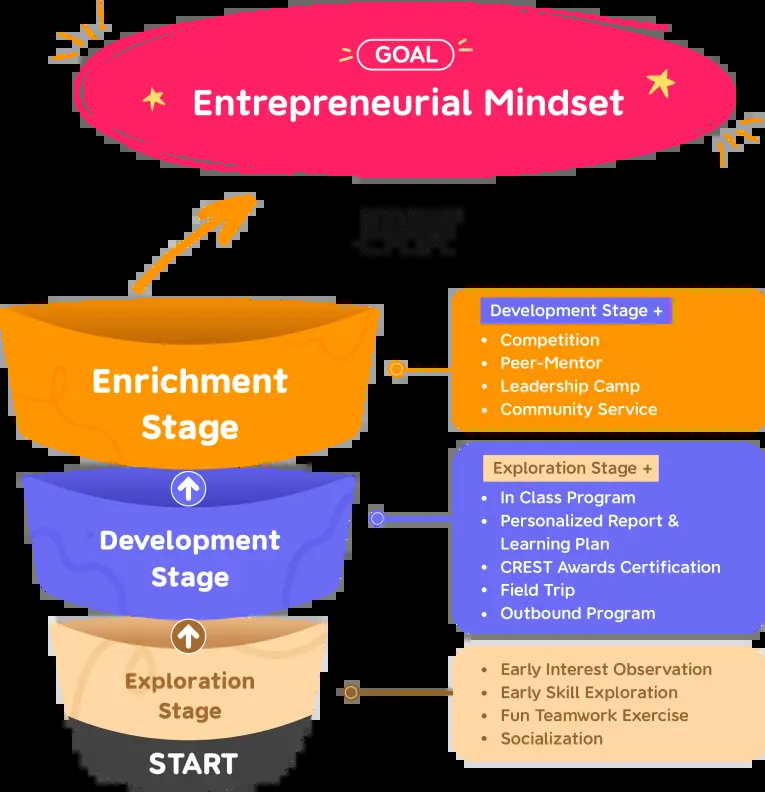 GOAL
Entrepreneurial Mindset
Enrichment
Stage
Development Stage +
• Competition
• Peer-Mentor
• Leadership Camp
• Community Service
Development
Stage
Exploration Stage +
• In Class Program
• Personalized Report &
Learning Plan
• CREST Awards Certification
• Field Trip
• Outbound Program
Exploration
Stage
• Early Interest Observation
• Early Skill Exploration
• Fun Teamwork Exercise
• Socialization
START